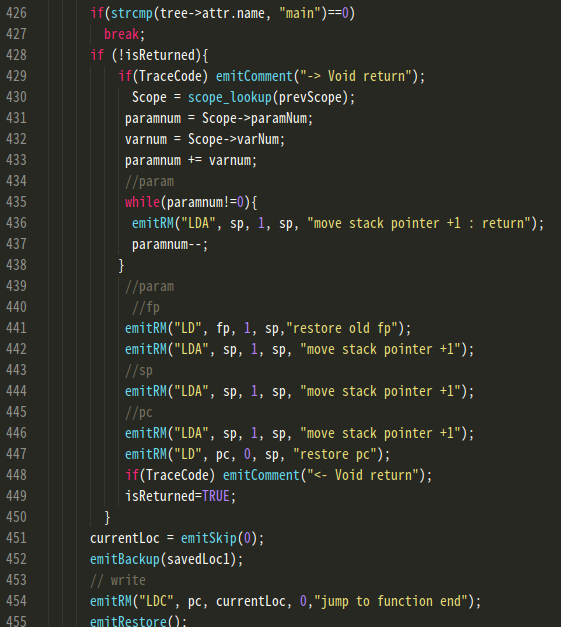 426 if(strcmp(tree->attr.name, "main")==0)
427 break;
428 if (!isReturned){
429 if(TraceCode) emitComment("-> Void return");
430 Scope = scope_lookup(prevScope);
431 paramnum = Scope->paramNum;
432 varnum = Scope->varNum;
433 paramnum += varnum;
434 //param
435 while(paramnum!=0){
436 emitRM("LDA", sp, 1, sp, "move stack pointer +1 : return");
437 paramnum--;
438 }
439 //param
440 //fp
441 emitRM("LD", fp, 1, sp,"restore old fp");
442 emitRM("LDA", sp, 1, sp, "move stack pointer +1");
443 //sp
444 emitRM("LDA", sp, 1, sp, "move stack pointer +1");
445 //pc
446 emitRM("LDA", sp, 1, sp, "move stack pointer +1");
447 emitRM("LD", pc, 0, sp, "restore pc");
448 if(TraceCode) emitComment("<- Void return");
449 isReturned=TRUE;
450 }
451 currentLoc = emitSkip(0);
452 emitBackup(savedLoc1);
453 // write
454 emitRM("LDC", pc, currentLoc, 0,"jump to function end");
455 emitRestore();